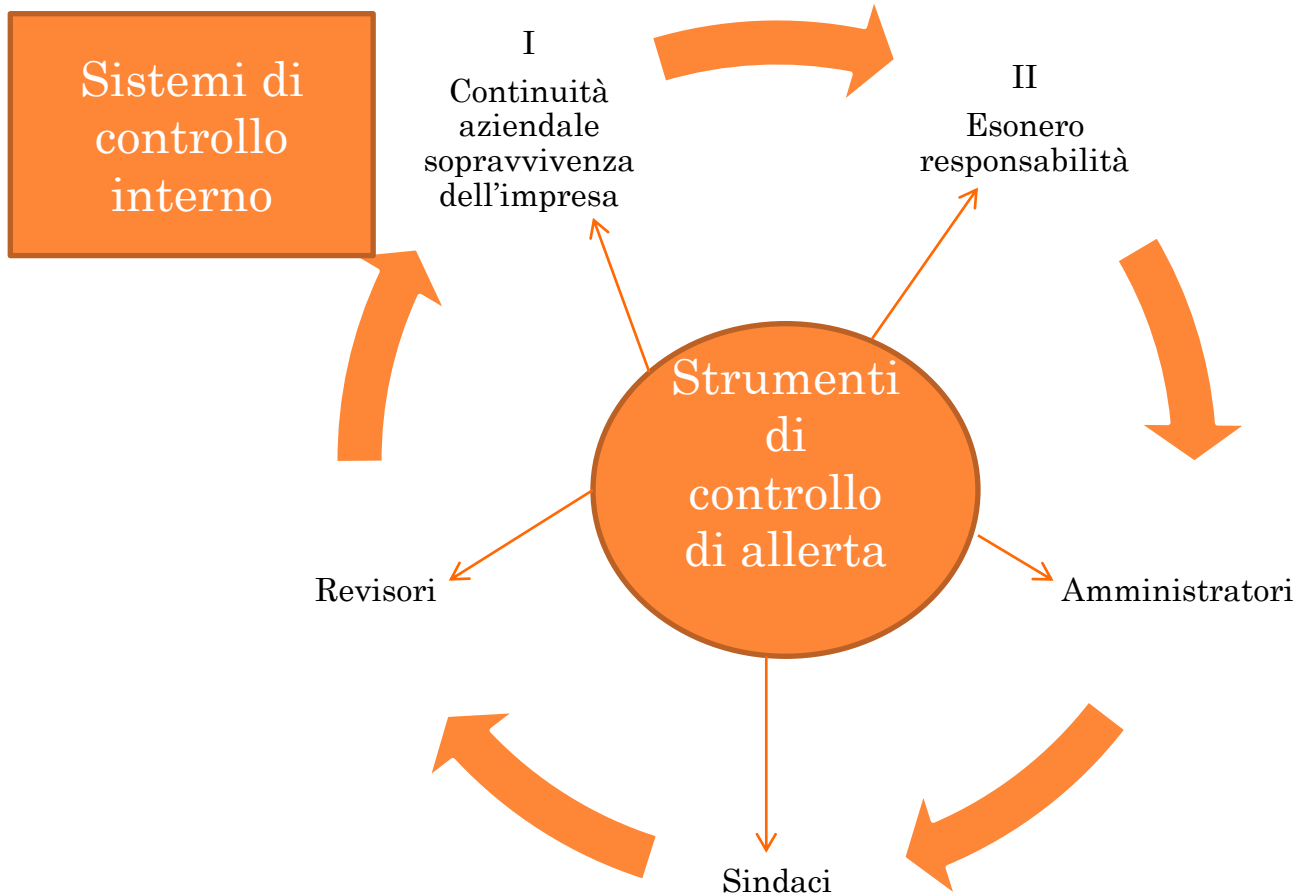 Sistemi di
controllo
interno
I
Continuità
aziendale
sopravvivenza
dell’impresa
II
Esonero
responsabilità
Strumenti
di
controllo
di allerta
Revisori
Amministratori
Sindaci